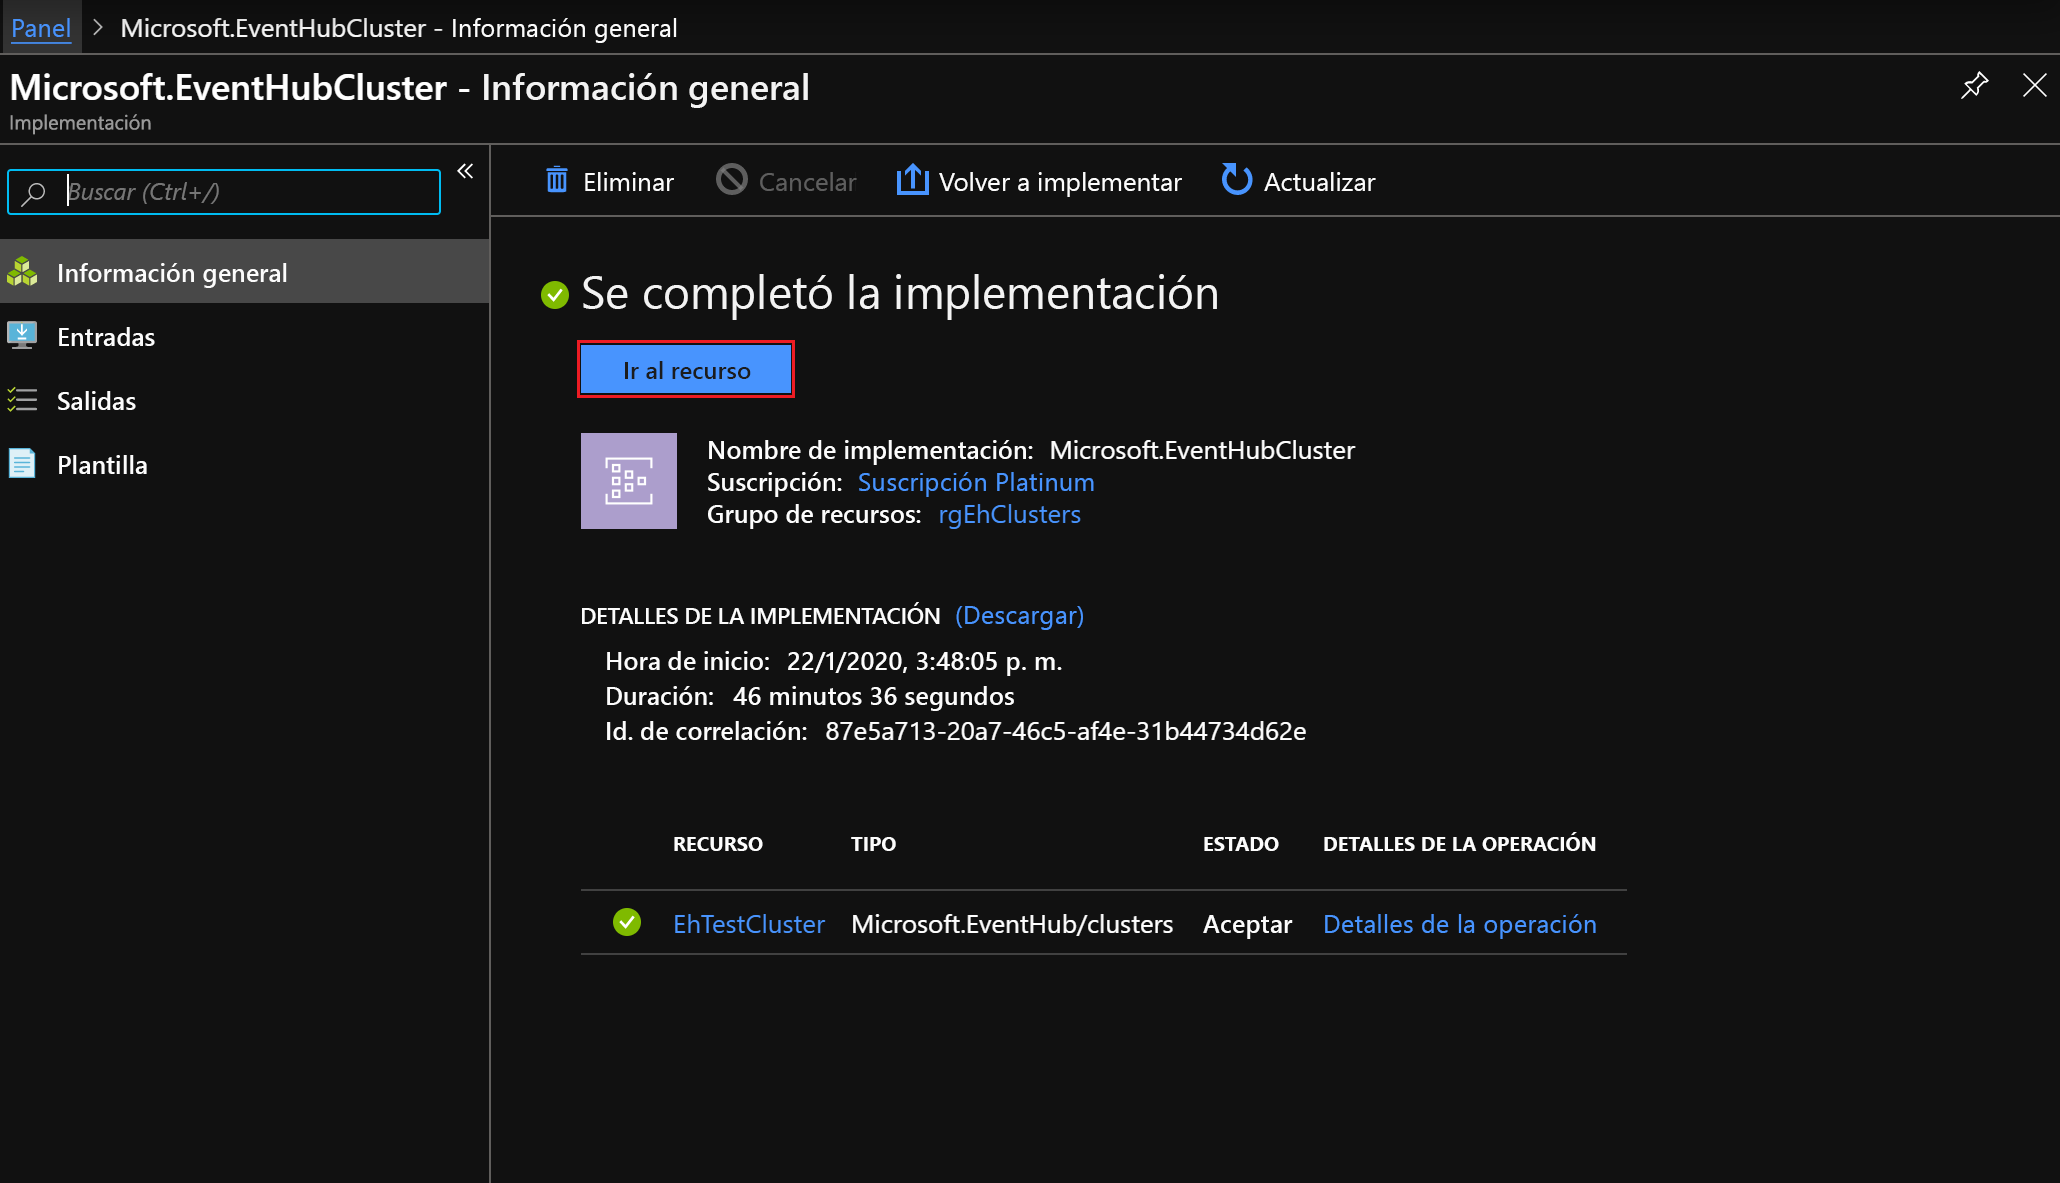 Panel > Microsoft.EventHubCluster - Información general
Microsoft.EventHubCluster - Información general
Implementación
Buscar (Ctrl+/)
«
Información general
Entradas
Salidas
Plantilla
Eliminar Cancelar Volver a implementar Actualizar
Se completó la implementación
Ir al recurso
Nombre de implementación: Microsoft.EventHubCluster
Suscripción: Suscripción Platinum
Grupo de recursos: rgEhClusters
DETALLES DE LA IMPLEMENTACIÓN (Descargar)
Hora de inicio: 22/1/2020, 3:48:05 p. m.
Duración: 46 minutos 36 segundos
Id. de correlación: 87e5a713-20a7-46c5-af4e-31b44734d62e
RECURSO TIPO ESTADO DETALLES DE LA OPERACIÓN
EhTestCluster Microsoft.EventHub/clusters Aceptar Detalles de la operación